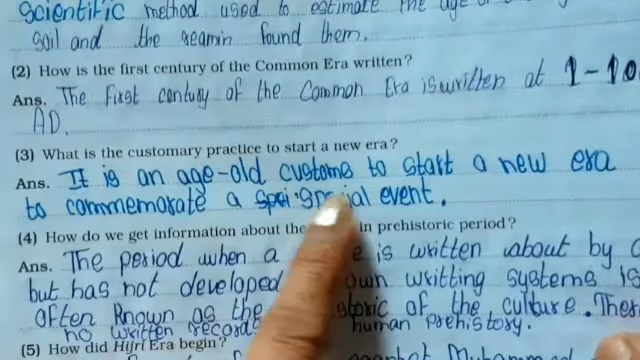 Scientific method used to estimate the age
soil and the reamin found them.
(2) How is the first century of the Common Era written?
Ans. The First century of the Common Era is written at 1-10
AD.
(3) What is the customary practice to start a new era?
Ans. It is an age-old custome to start a new era
to commemorate a special event.
(4) How do we get information about the in prehistoric period?
Ans. The period when a is written about by
but has not developed own writting systems is
Often known as the storic of the culture. Ther
no written record human prehistory.
(5) How did Hijri Era begin?